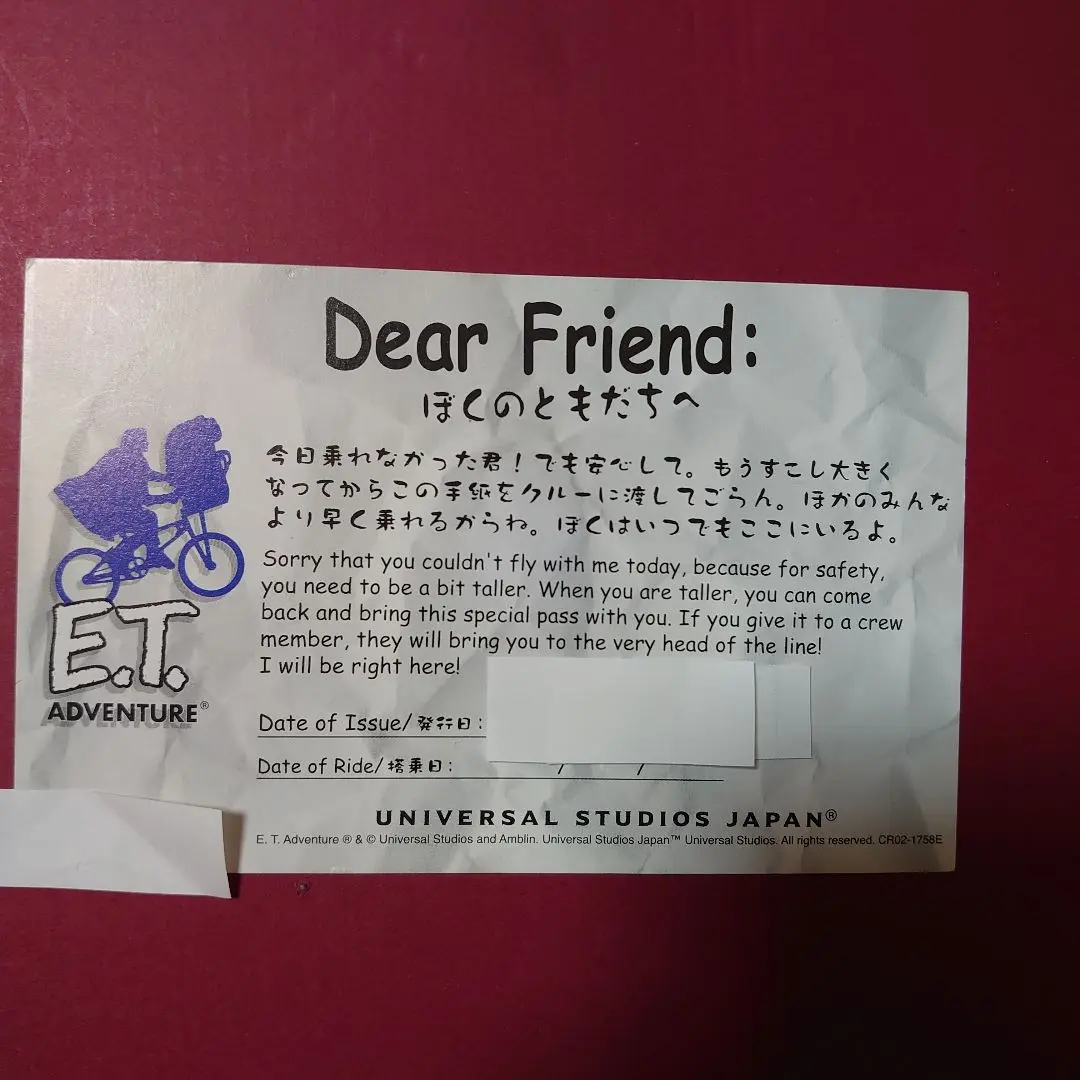 Dear Friend:
ぼくのともだちへ
今日乗れなかった君！でも安心して。もうすこし大きく
なってからこの手紙をクルーに渡してごらん。ほかのみんな
より早く乗れるからね。ぼくはいつでもここにいるよ。
Sorry that you couldn't fly with me today, because for safety,
you need to be a bit taller. When you are taller, you can come
back and bring this special pass with you. If you give it to a crew
member, they will bring you to the very head of the line!
I will be right here!
E.T.
ADVENTURE®
Date of Issue/発行日:
Date of Ride/搭乗日: / /
UNIVERSAL STUDIOS JAPAN®
E. T. Adventure ® & © Universal Studios and Amblin. Universal Studios Japan™ Universal Studios. All rights reserved. CR02-1758E